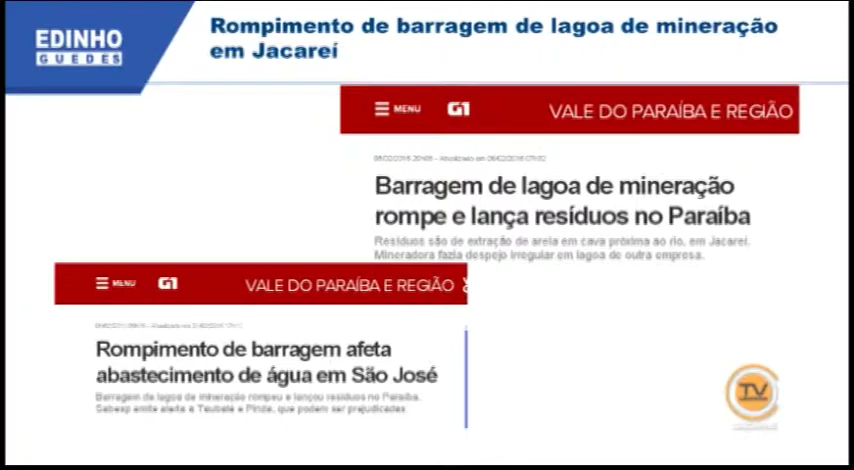 EDINHO
GUEDES
Rompimento de barragem de lagoa de mineração
em Jacareí
MENU G1 VALE DO PARAÍBA E REGIÃO
Barragem de lagoa de mineração
rompe e lança resíduos no Paraíba
Resíduos são de extração de areia em cava próxima ao rio, em Jacareí.
Mineradora fazia despejo irregular em lagoa de outra empresa.
MENU G1 VALE DO PARAÍBA E REGIÃO
Rompimento de barragem afeta
abastecimento de água em São José
Barragem de lagoa de mineração rompeu e lançou resíduos no Paraíba.
Sabesp emite alerta a Taubaté e Pinda, que podem ser prejudicadas
TV